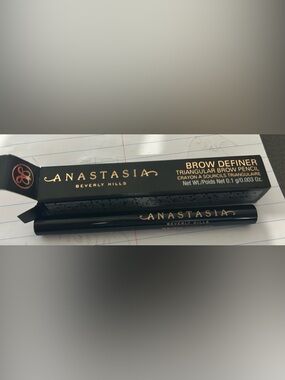 ANASTASIA
BEVERLY HILLS
BROW DEFINER
TRIANGULAR BROW PENCIL
CRAYON À SOURCILS TRIANGULAIRE
Net Wt./Poids Net 0.1 g/0.003 Oz.
ANASTASIA
BEVERLY HILLS